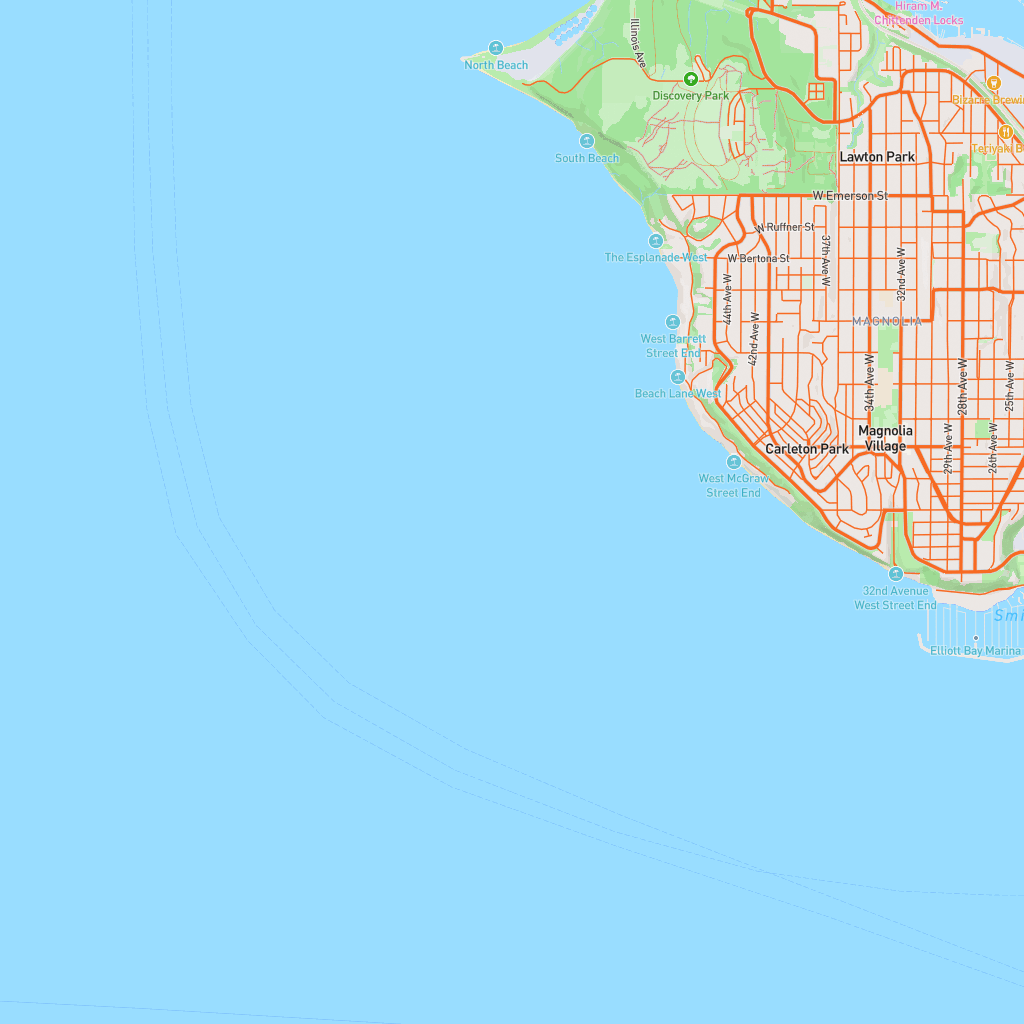 Hiram M.
Chittenden Locks
Illinois Ave
North Beach
Discovery Park
Bizarre Brewin
Teriyaki B
South Beach
Lawton Park
W Emerson St
W Ruffner St
The Esplanade West
W Bertona St
37th Ave W
32nd Ave W
44th Ave W
MAGNOLIA
West Barrett
Street End
42nd Ave W
34th Ave W
28th Ave W
25th Ave W
Beach Lane West
Magnolia
Village
Carleton Park
29th Ave W
26th Ave W
West McGraw
Street End
32nd Avenue
West Street End
Smi
Elliott Bay Marina